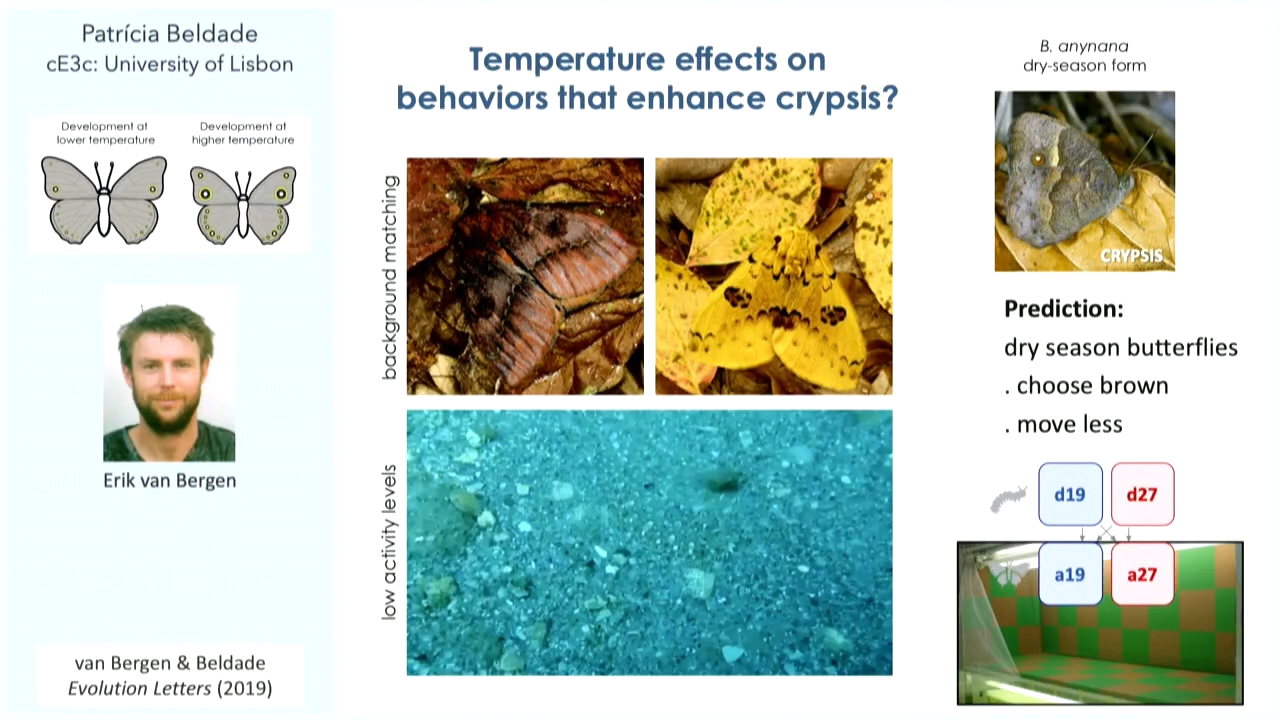 Patrícia Beldade
cE3c: University of Lisbon
Development at
lower temperature
Development at
higher temperature
Erik van Bergen
van Bergen & Beldade
Evolution Letters (2019)
Temperature effects on
behaviors that enhance crypsis?
background matching
low activity levels
B. anynana
dry-season form
CRYPSIS
Prediction:
dry season butterflies
. choose brown
. move less
d19
d27
a19
a27